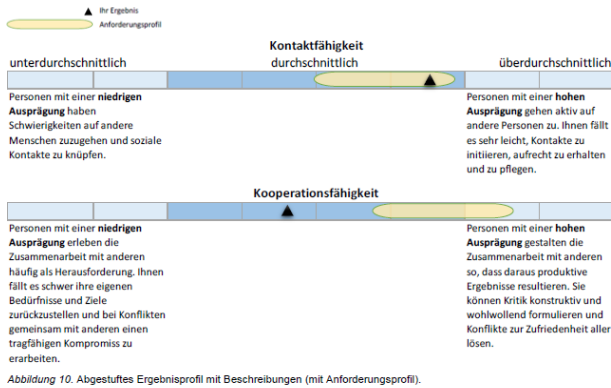 Ihr Ergebnis
Anforderungsprofil
Kontaktfähigkeit
unterdurchschnittlich durchschnittlich überdurchschnittlich
Personen mit einer niedrigen
Ausprägung haben
Schwierigkeiten auf andere
Menschen zuzugehen und soziale
Kontakte zu knüpfen.
Personen mit einer hohen
Ausprägung gehen aktiv auf
andere Personen zu. Ihnen fällt
es sehr leicht, Kontakte zu
initiieren, aufrecht zu erhalten
und zu pflegen.
Kooperationsfähigkeit
Personen mit einer niedrigen
Ausprägung erleben die
Zusammenarbeit mit anderen
häufig als Herausforderung. Ihnen
fällt es schwer ihre eigenen
Bedürfnisse und Ziele
zurückzustellen und bei Konflikten
gemeinsam mit anderen einen
tragfähigen Kompromiss zu
erarbeiten.
Personen mit einer hohen
Ausprägung gestalten die
Zusammenarbeit mit anderen
so, dass daraus produktive
Ergebnisse resultieren. Sie
können Kritik konstruktiv und
wohlwollend formulieren und
Konflikte zur Zufriedenheit aller
lösen.
Abbildung 10. Abgestuftes Ergebnisprofil mit Beschreibungen (mit Anforderungsprofil).